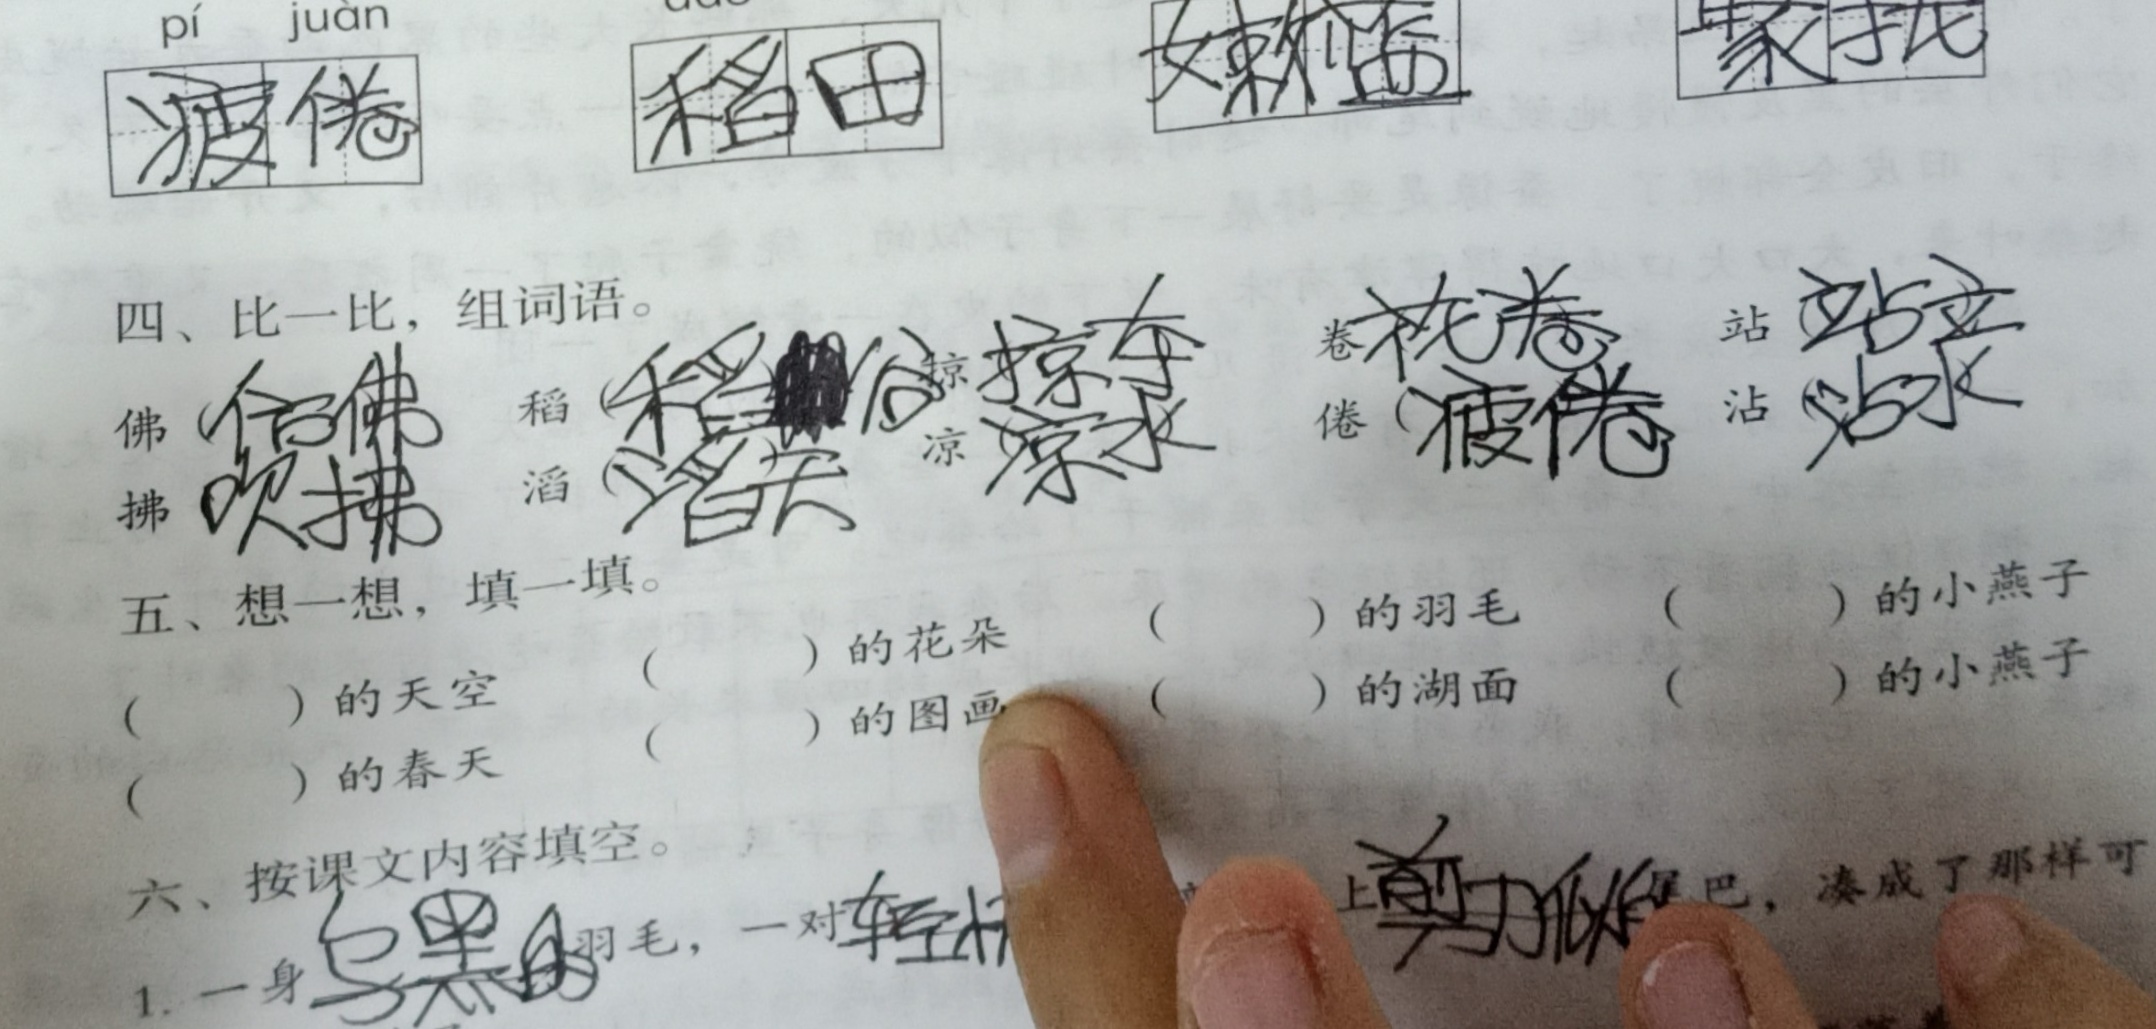 pí juàn
疲倦 稻田 嫩蓝 聚拢
四、比一比，组词语。
佛（仿佛 稻（稻谷 掠 掠夺 卷 花卷 站（站立
拂 吹拂 滔（滔天 凉（凉水 倦（疲倦 沾（沾水
五、想一想，填一填。
（ ）的天空 （ ）的花朵 （ ）的羽毛 （ ）的小燕子
（ ）的春天 （ ）的图画 （ ）的湖面 （ ）的小燕子
六、按课文内容填空。
1. 一身乌黑的羽毛，一对轻快 上剪刀似的尾巴，凑成了那样可